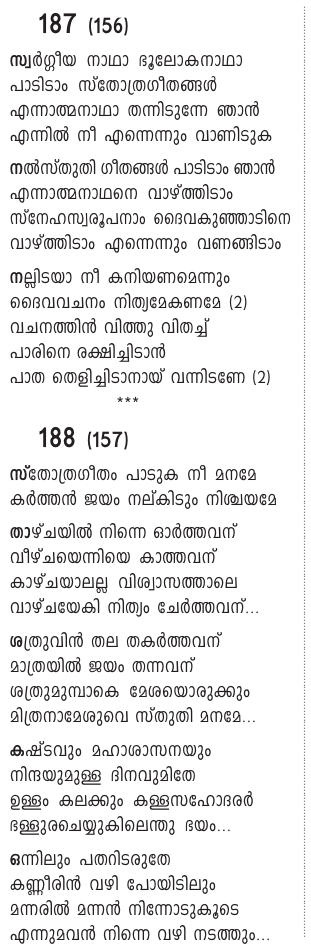 187 (156)
സ്വർഗ്ഗീയ നാഥാ ഭൂലോകനാഥാ
പാടിടാം സ്തോത്രഗീതങ്ങൾ
എന്നാത്മനാഥാ തന്നിടുന്നേ ഞാൻ
എന്നിൽ നീ എന്നെന്നും വാണിടുക
നൽസ്തുതി ഗീതങ്ങൾ പാടിടാം ഞാൻ
എന്നാത്മനാഥനെ വാഴ്ത്തിടാം
സ്നേഹസ്വരൂപനാം ദൈവകുഞ്ഞാടിനെ
വാഴ്ത്തിടാം എന്നെന്നും വണങ്ങിടാം
നല്ലിടയാ നീ കനിയണമെന്നും
ദൈവവചനം നിത്യമേകണമേ (2)
വചനത്തിൻ വിത്തു വിതച്ച്
പാരിനെ രക്ഷിച്ചിടാൻ
പാത തെളിച്ചിടാനായ് വന്നിടണേ (2)
***
188 (157)
സ്തോത്രഗീതം പാടുക നീ മനമേ
കർത്തൻ ജയം നല്കിടും നിശ്ചയമേ
താഴ്ചയിൽ നിന്നെ ഓർത്തവന്
വീഴ്ചയെന്നിയെ കാത്തവന്
കാഴ്ചയാലല്ല വിശ്വാസത്താലെ
വാഴ്ചയേകി നിത്യം ചേർത്തവന്...
ശത്രുവിൻ തല തകർത്തവന്
മാത്രയിൽ ജയം തന്നവന്
ശത്രുമുമ്പാകെ മേശയൊരുക്കും
മിത്രനാമേശുവെ സ്തുതി മനമേ...
കഷ്ടവും മഹാശാസനയും
നിന്ദയുമുള്ള ദിനവുമിതേ
ഉള്ളം കലക്കും കള്ളസഹോദരർ
ഭള്ളുരചെയ്യുകിലെന്തു ഭയം...
ഒന്നിലും പതറിടരുതേ
കണ്ണീരിൻ വഴി പോയിടിലും
മന്നരിൽ മന്നൻ നിന്നോടുകൂടെ
എന്നുമവൻ നിന്നെ വഴി നടത്തും...